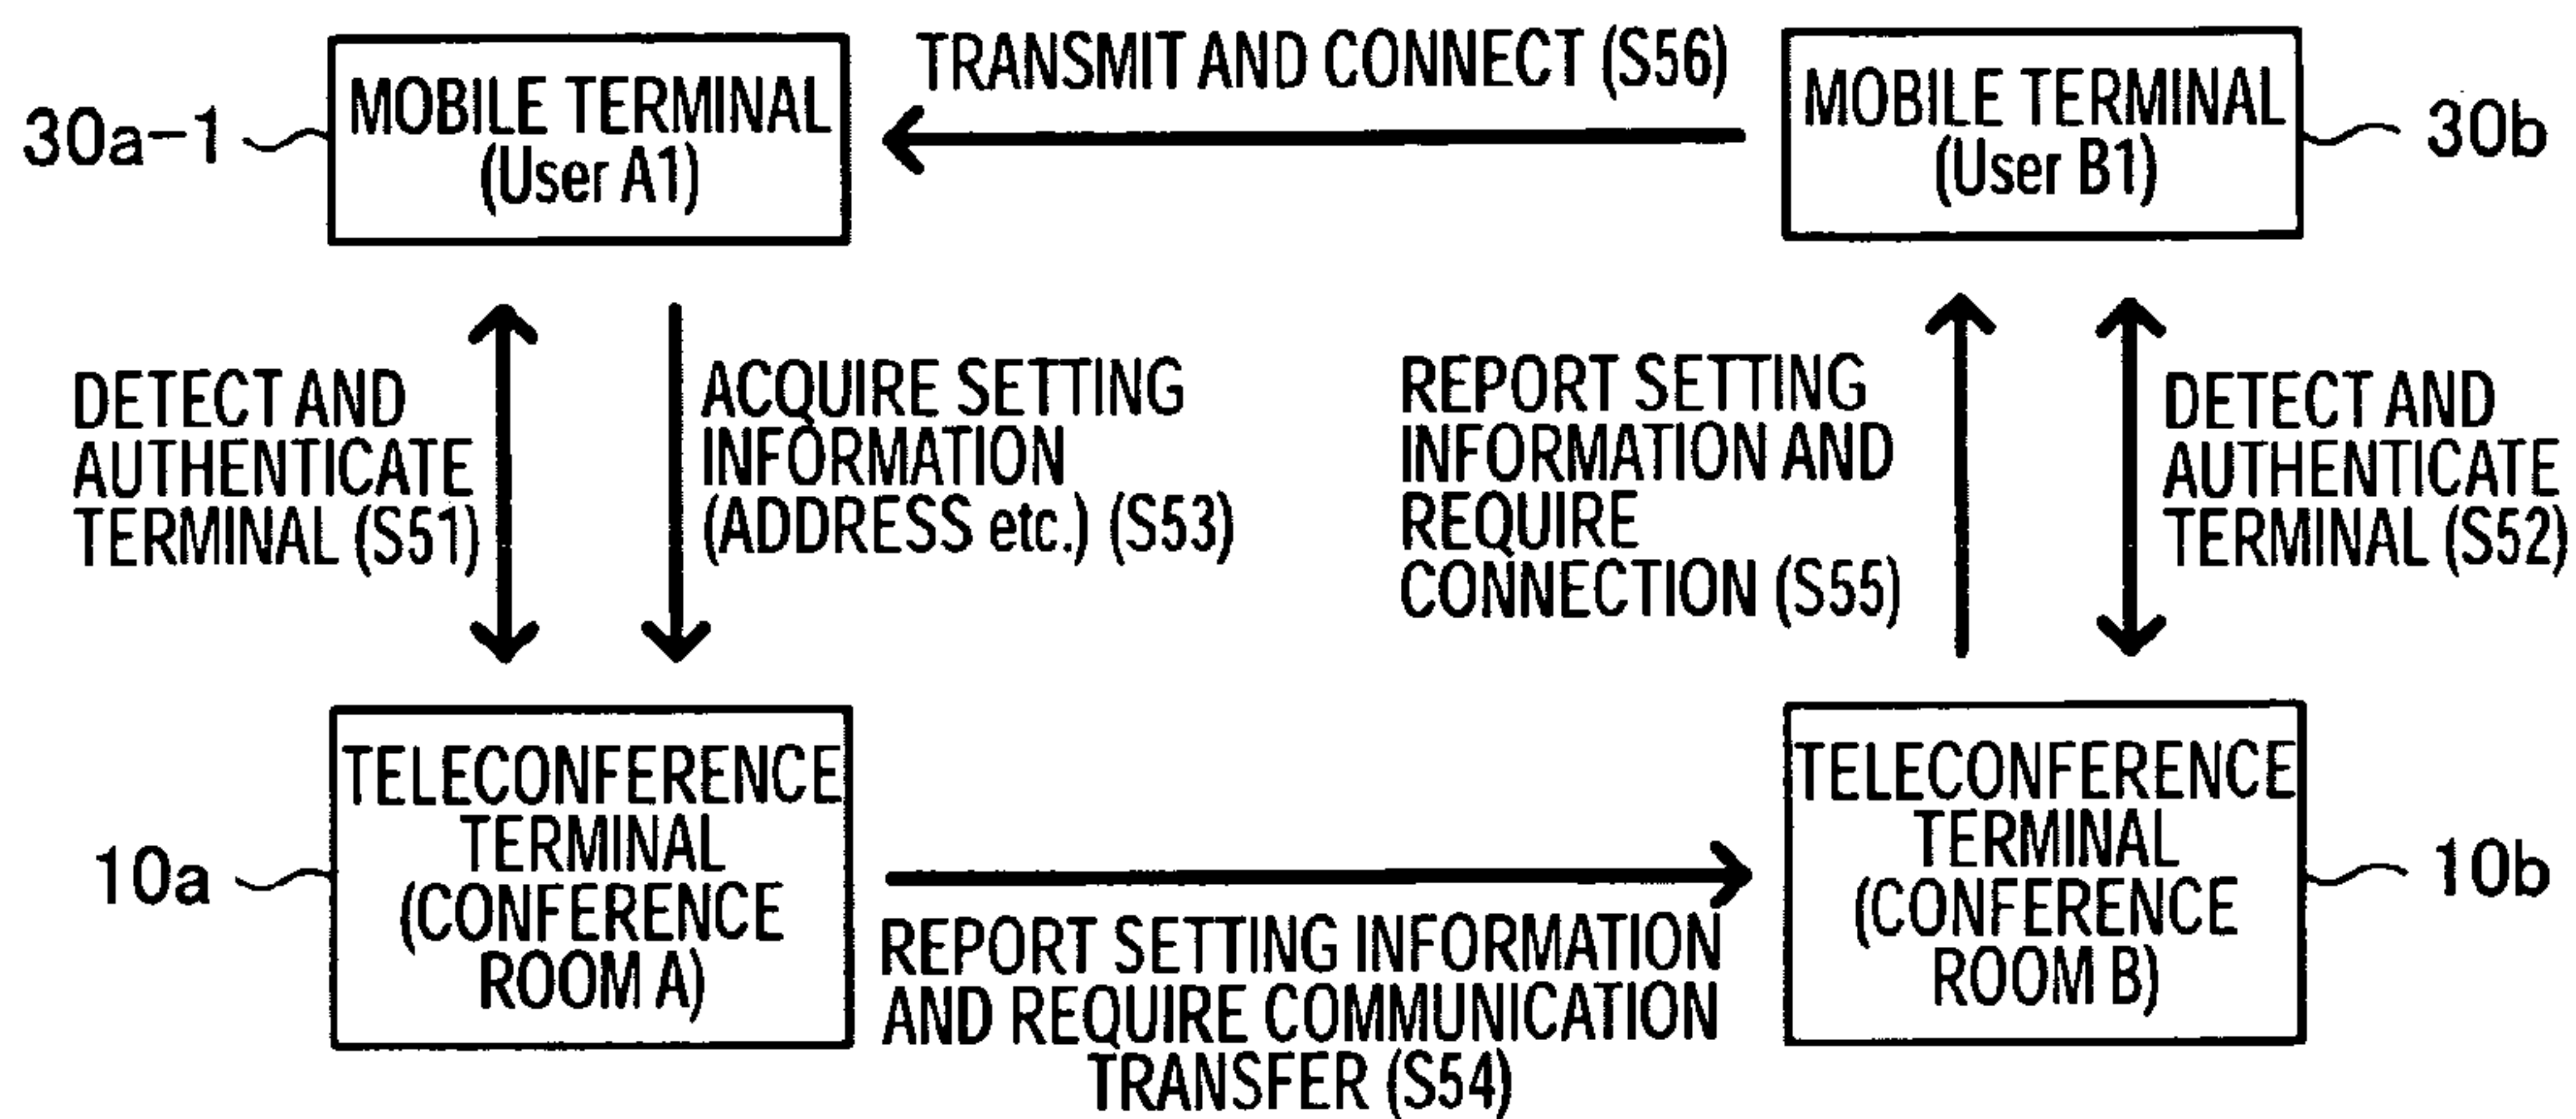 TRANSMIT AND CONNECT (S56)
30a-1
MOBILE TERMINAL
(User A1)
MOBILE TERMINAL
(User B1)
30b
DETECT AND
AUTHENTICATE
TERMINAL (S51)
ACQUIRE SETTING
INFORMATION
(ADDRESS etc.) (S53)
REPORT SETTING
INFORMATION AND
REQUIRE
CONNECTION (S55)
DETECT AND
AUTHENTICATE
TERMINAL (S52)
10a
TELECONFERENCE
TERMINAL
(CONFERENCE
ROOM A)
REPORT SETTING INFORMATION
AND REQUIRE COMMUNICATION
TRANSFER (S54)
TELECONFERENCE
TERMINAL
(CONFERENCE
ROOM B)
10b